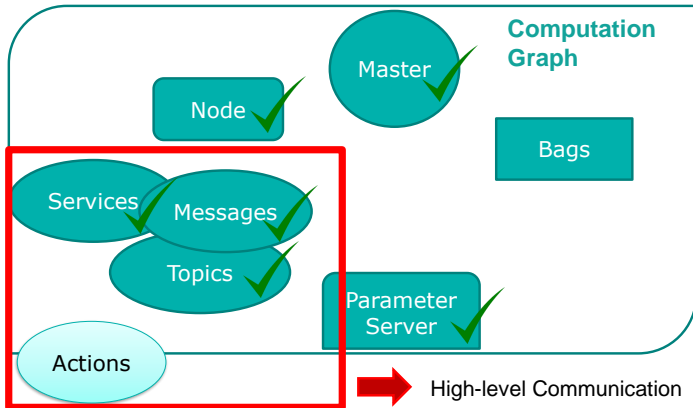 Computation
Graph
Master
Node
Bags
Services
Messages
Topics
Parameter
Server
Actions
High-level Communication